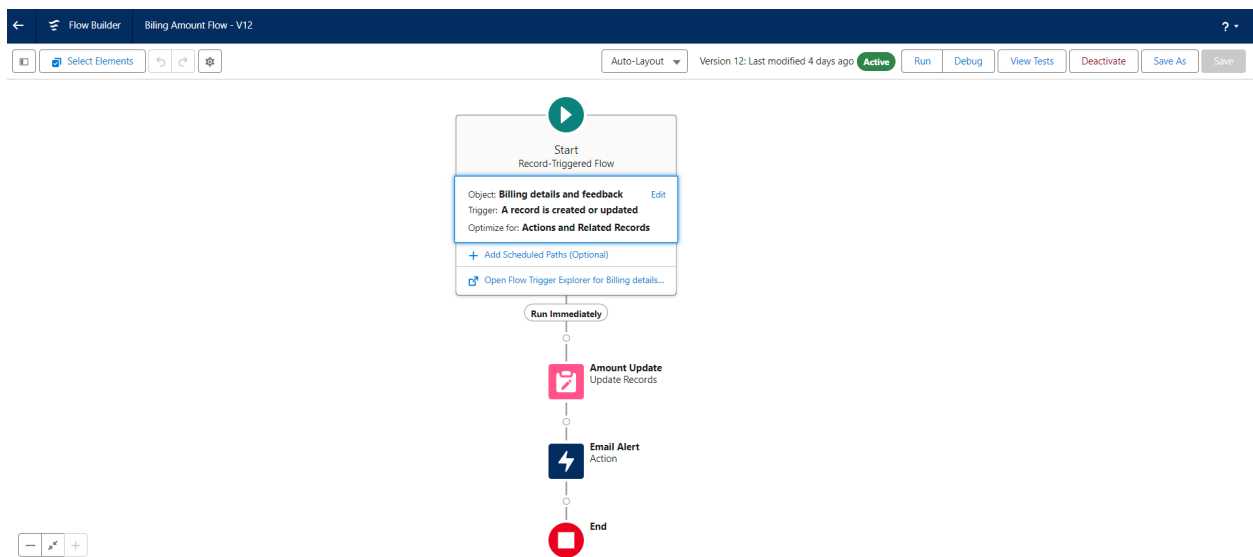 Flow Builder Biling Amount Flow - V12 ?
Select Elements Auto-Layout Version 12: Last modified 4 days ago Active Run Debug View Tests Deactivate Save As Save
Start
Record-Triggered Flow
Object: Billing details and feedback Edit
Trigger: A record is created or updated
Optimize for: Actions and Related Records
+ Add Scheduled Paths (Optional)
Open Flow Trigger Explorer for Billing details...
Run Immediately
Amount Update
Update Records
Email Alert
Action
End